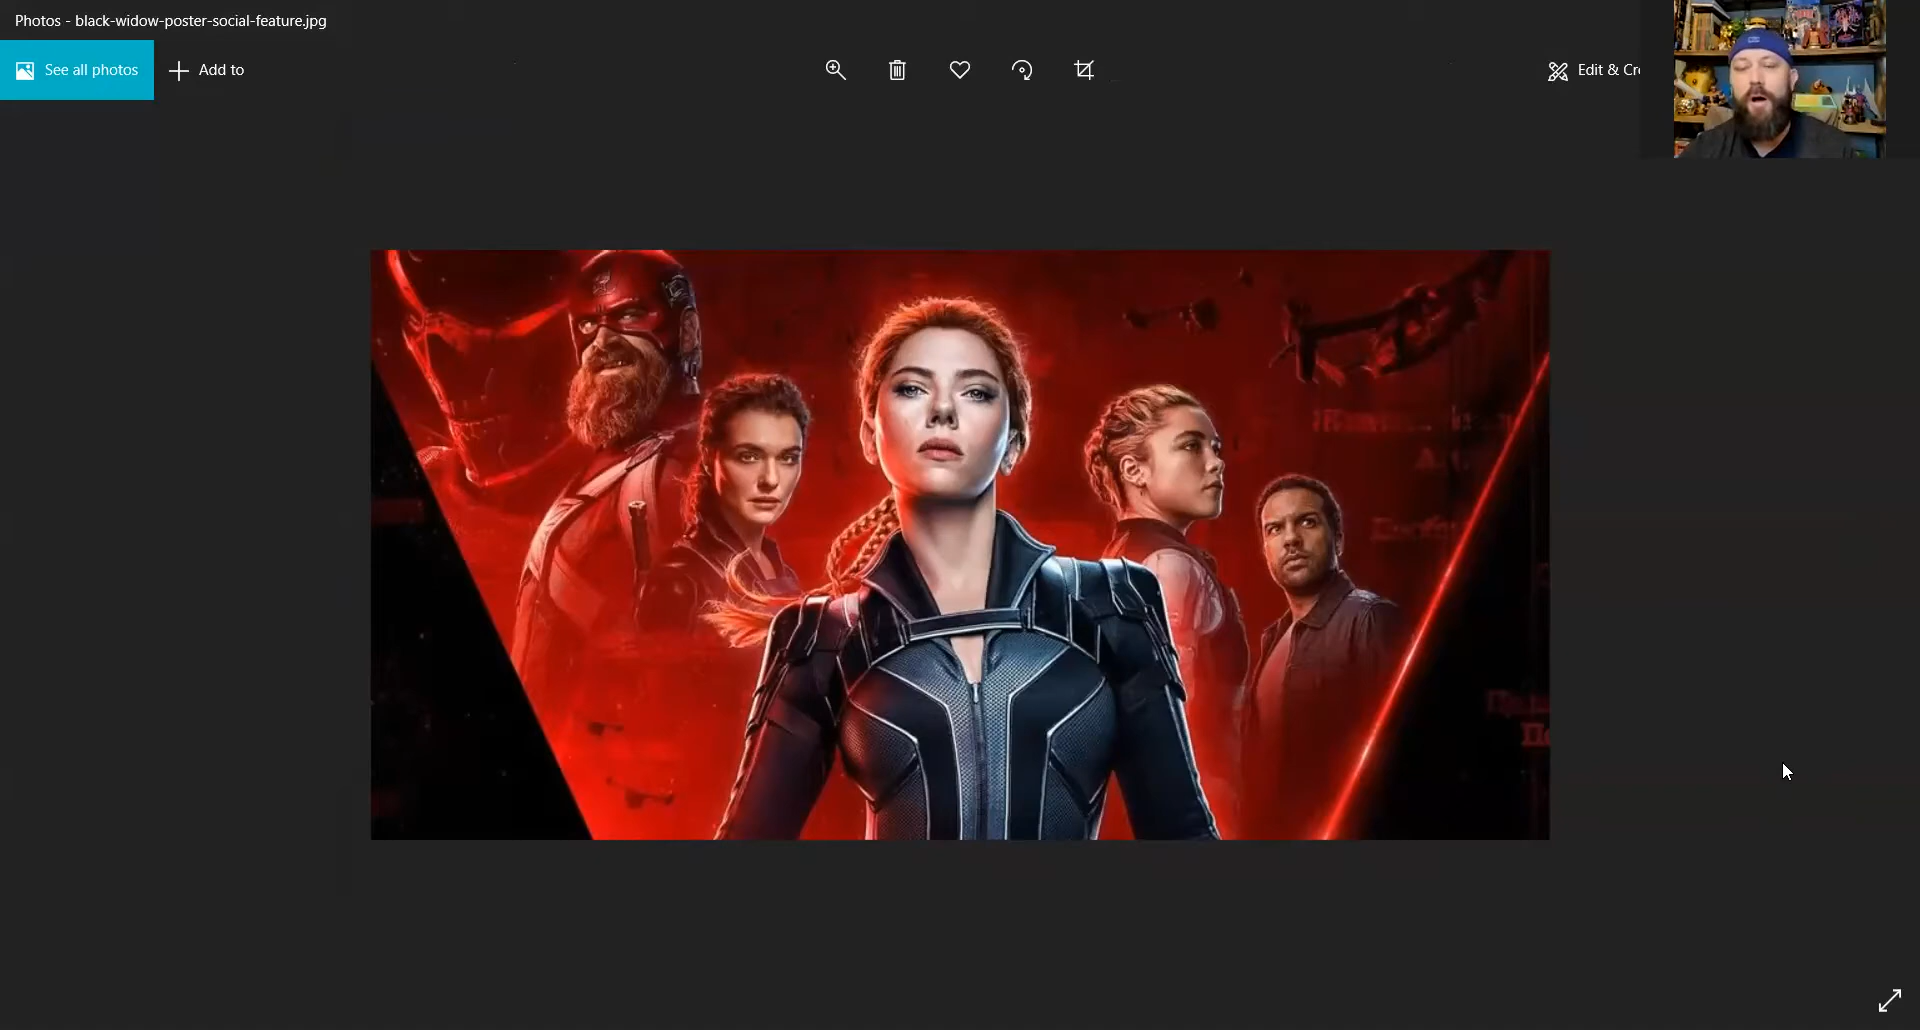 Photos - black-widow-poster-social-feature.jpg
See all photos
Add to
Edit & Cr